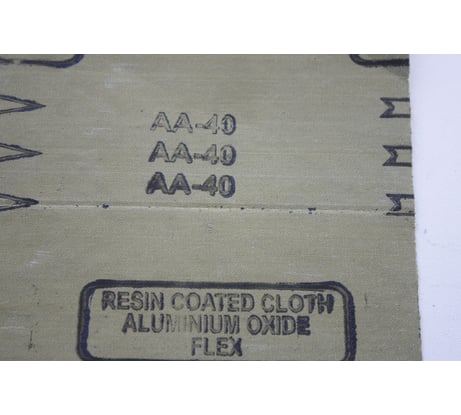 AA-40
AA-40
AA-40
RESIN COATED CLOTH
ALUMINIUM OXIDE
FLEX